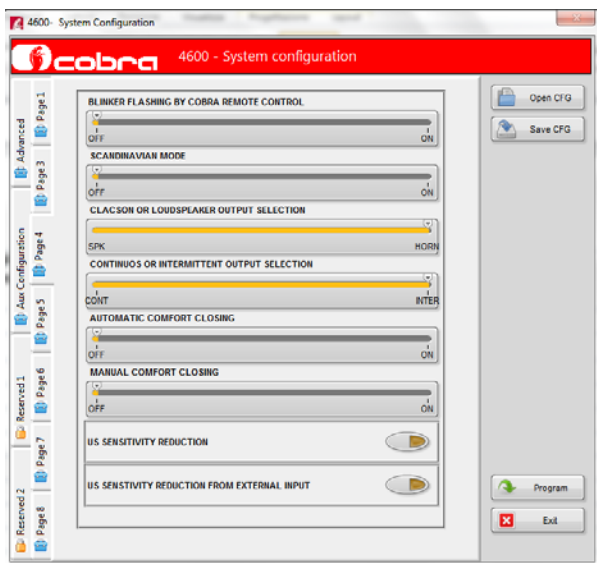 4600- System Configuration
cobra
4600 - System configuration
Advanced
Aux Configuration
Reserved 1
Reserved 2
Page 1
Page 3
Page 4
Page 5
Page 6
Page 7
Page 8
BLINKER FLASHING BY COBRA REMOTE CONTROL
OFF ON
SCANDINAVIAN MODE
OFF ON
CLACSON OR LOUDSPEAKER OUTPUT SELECTION
SPK HORN
CONTINUOS OR INTERMITTENT OUTPUT SELECTION
CONT INTER
AUTOMATIC COMFORT CLOSING
OFF ON
MANUAL COMFORT CLOSING
OFF ON
US SENSITIVITY REDUCTION
US SENSTIVITY REDUCTION FROM EXTERNAL INPUT
Open CFG
Save CFG
Program
Exit